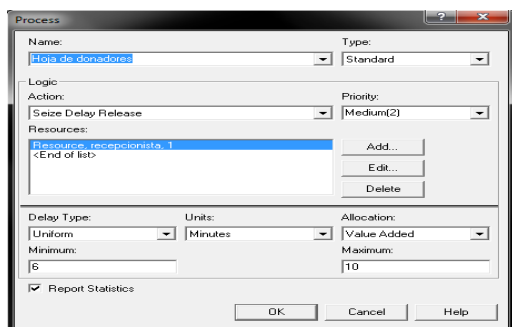 Process
Name: Type:
Hoja de donadores Standard
Logic
Action: Priority:
Seize Delay Release Medium(2)
Resources:
Resource, recepcionista, 1
<End of list>
Add...
Edit...
Delete
Delay Type: Units: Allocation:
Uniform Minutes Value Added
Minimum: Maximum:
6 10
Report Statistics
OK Cancel Help